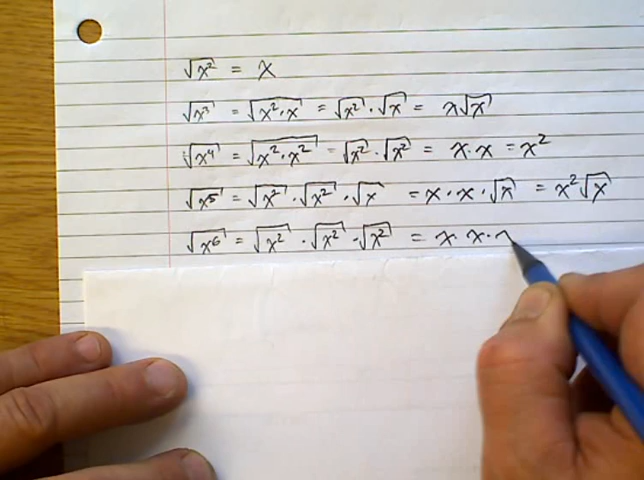 √x² = x
√x³ = √x²·x = √x² · √x = x√x
√x⁴ = √x²·x² = √x² · √x² = x·x = x²
√x⁵ = √x² · √x² · √x = x·x·√x = x²√x
√x⁶ = √x² · √x² · √x² = x·x·